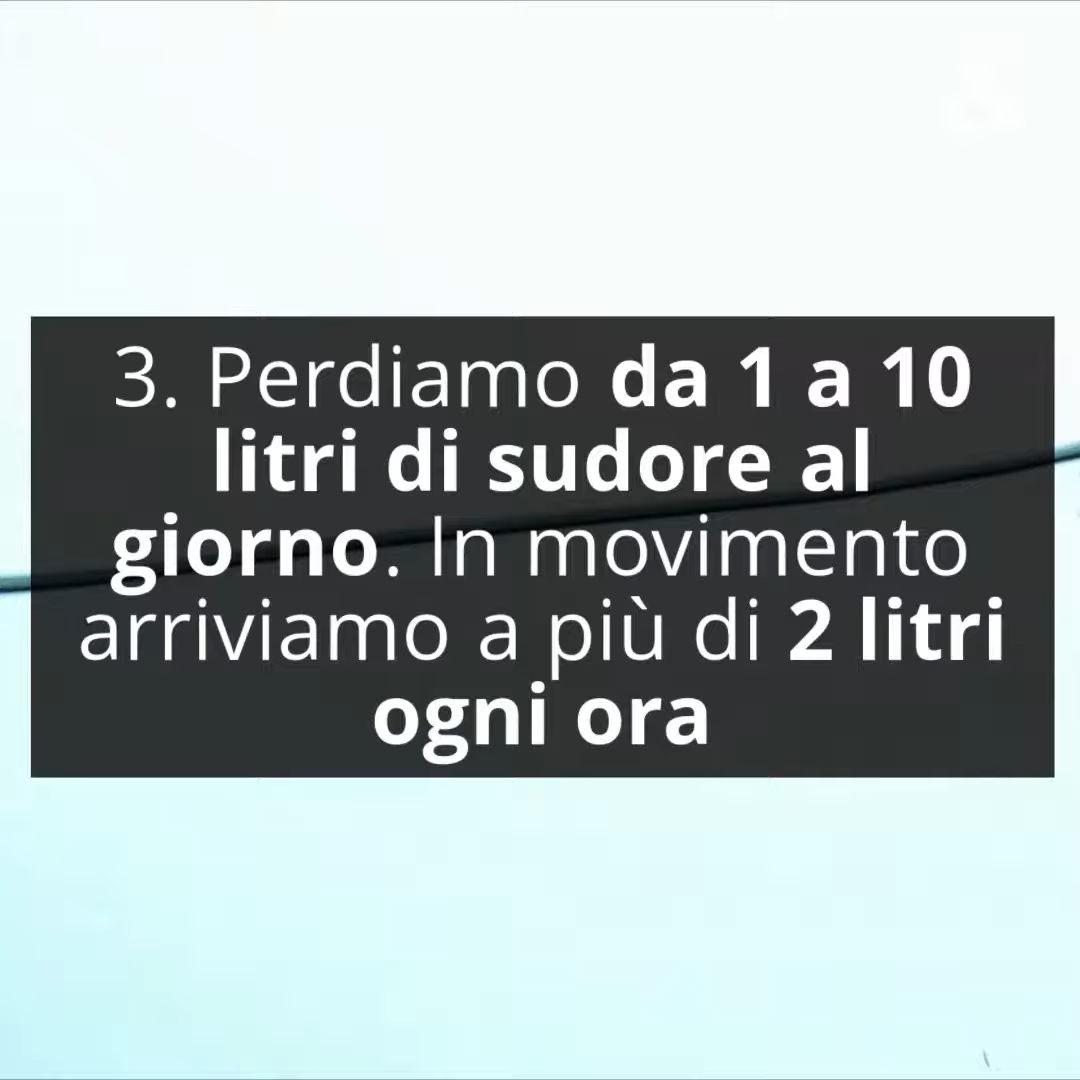 3. Perdiamo da 1 a 10
litri di sudore al
giorno. In movimento
arriviamo a più di 2 litri
ogni ora